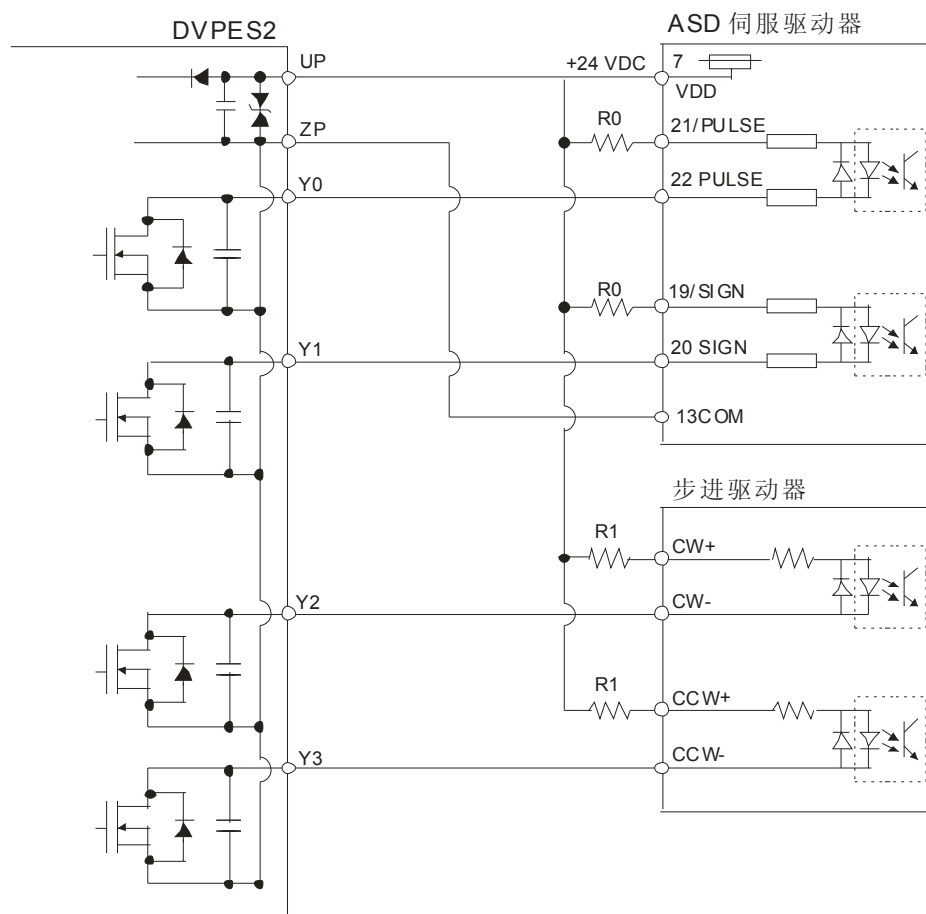 DVPES2
ASD 伺服驱动器
UP
+24 VDC
7
VDD
ZP
R0
21/PULSE
Y0
22 PULSE
R0
19/SIGN
Y1
20 SIGN
13COM
步进驱动器
R1
CW+
Y2
CW-
R1
CCW+
Y3
CCW-